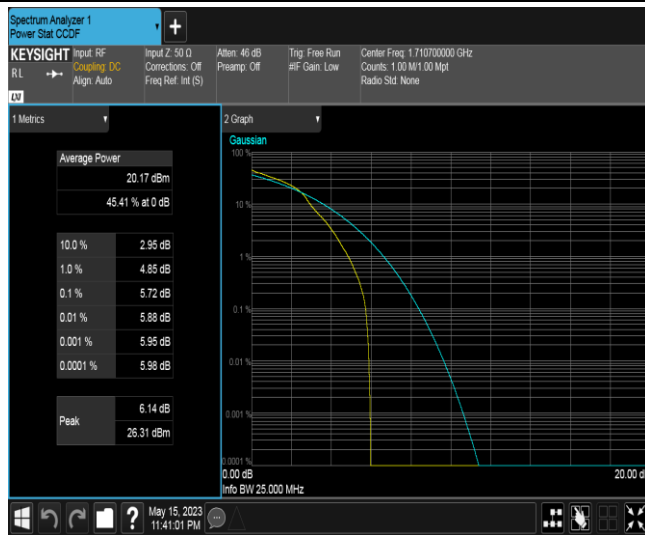 Spectrum Analyzer 1
Power Stat CCDF
+
KEYSIGHT
RL
Input: RF
Coupling: DC
Align: Auto
Input Z: 50 Ω
Corrections: Off
Freq Ref: Int (S)
Atten: 46 dB
Preamp: Off
Trig: Free Run
#IF Gain: Low
Center Freq: 1.710700000 GHz
Counts: 1.00 M/1.00 Mpt
Radio Std: None
1 Metrics
Average Power
20.17 dBm
45.41 % at 0 dB
10.0 % 2.95 dB
1.0 % 4.85 dB
0.1 % 5.72 dB
0.01 % 5.88 dB
0.001 % 5.95 dB
0.0001 % 5.98 dB
Peak
6.14 dB
26.31 dBm
2 Graph
Gaussian
100 %
10 %
1 %
0.1 %
0.01 %
0.001 %
0.0001 %
0.00 dB
20.00 d
Info BW 25.000 MHz
?
May 15, 2023
11:41:01 PM